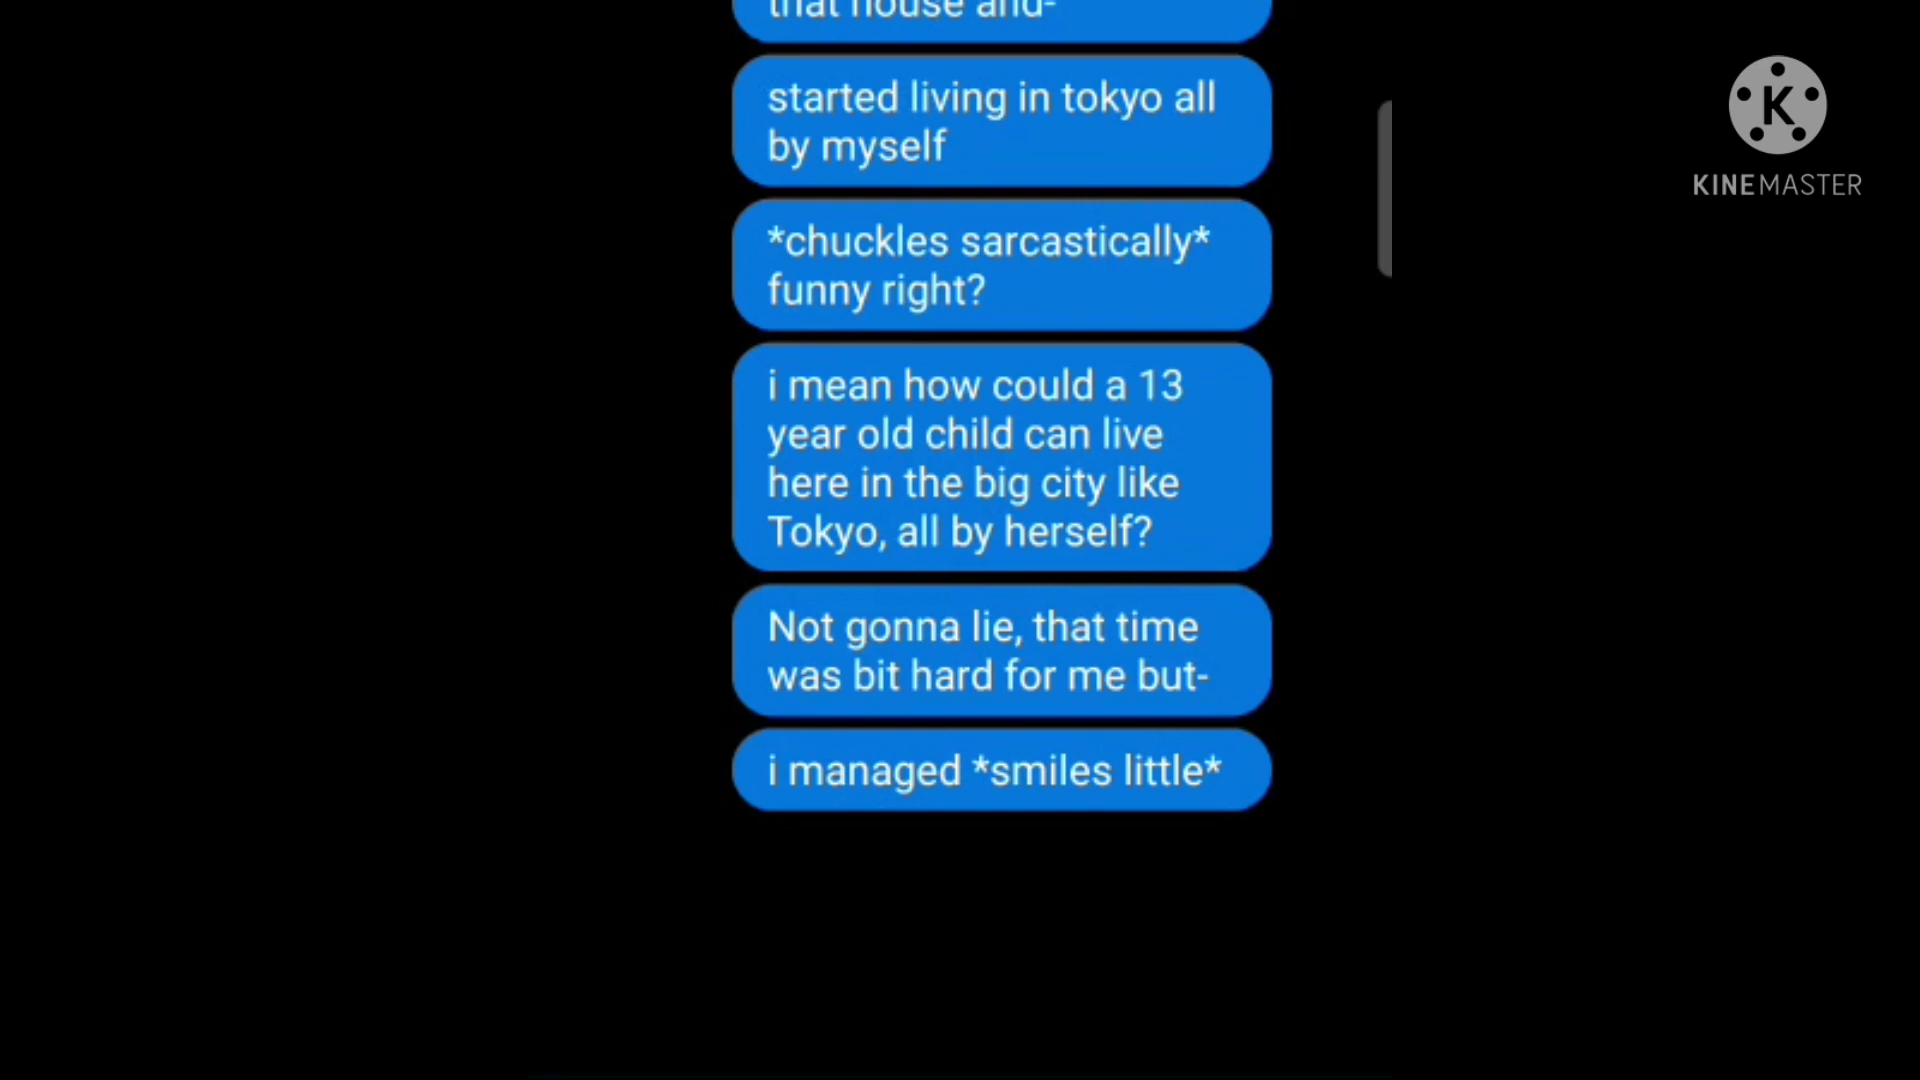 that house and-
started living in tokyo all
by myself
*chuckles sarcastically*
funny right?
i mean how could a 13
year old child can live
here in the big city like
Tokyo, all by herself?
Not gonna lie, that time
was bit hard for me but-
i managed *smiles little*
K
KINEMASTER